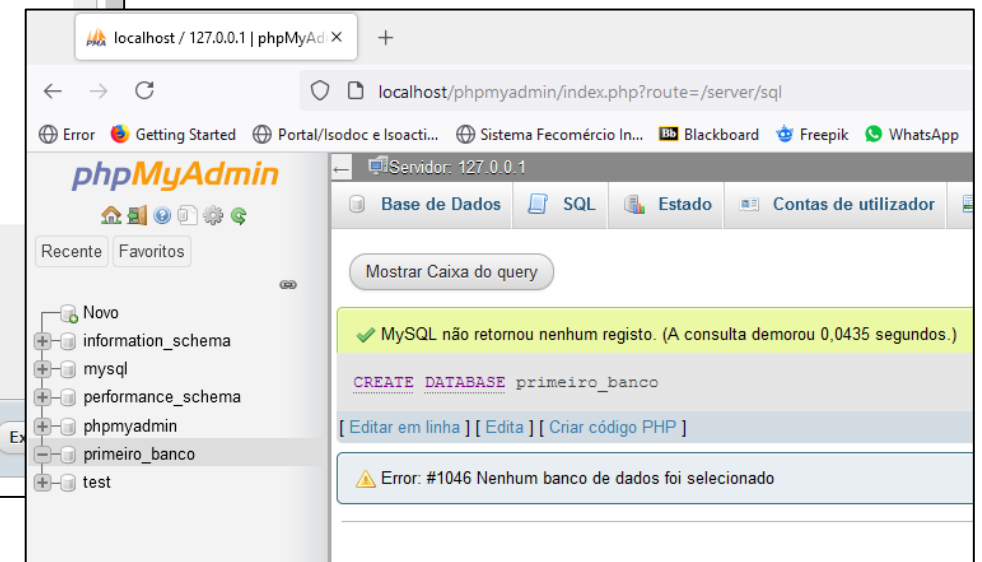 localhost / 127.0.0.1 | phpMyAd
localhost/phpmyadmin/index.php?route=/server/sql
Error Getting Started Portal/Isodoc e Isoacti... Sistema Fecomércio In... Bb Blackboard Freepik WhatsApp
phpMyAdmin
Servidor: 127.0.0.1
Base de Dados SQL Estado Contas de utilizador
Recente Favoritos
Mostrar Caixa do query
Novo
information_schema
mysql
performance_schema
phpmyadmin
primeiro_banco
test
MySQL não retornou nenhum registo. (A consulta demorou 0,0435 segundos.)
CREATE DATABASE primeiro_banco
[ Editar em linha ] [ Edita ] [ Criar código PHP ]
Error: #1046 Nenhum banco de dados foi selecionado
Ex